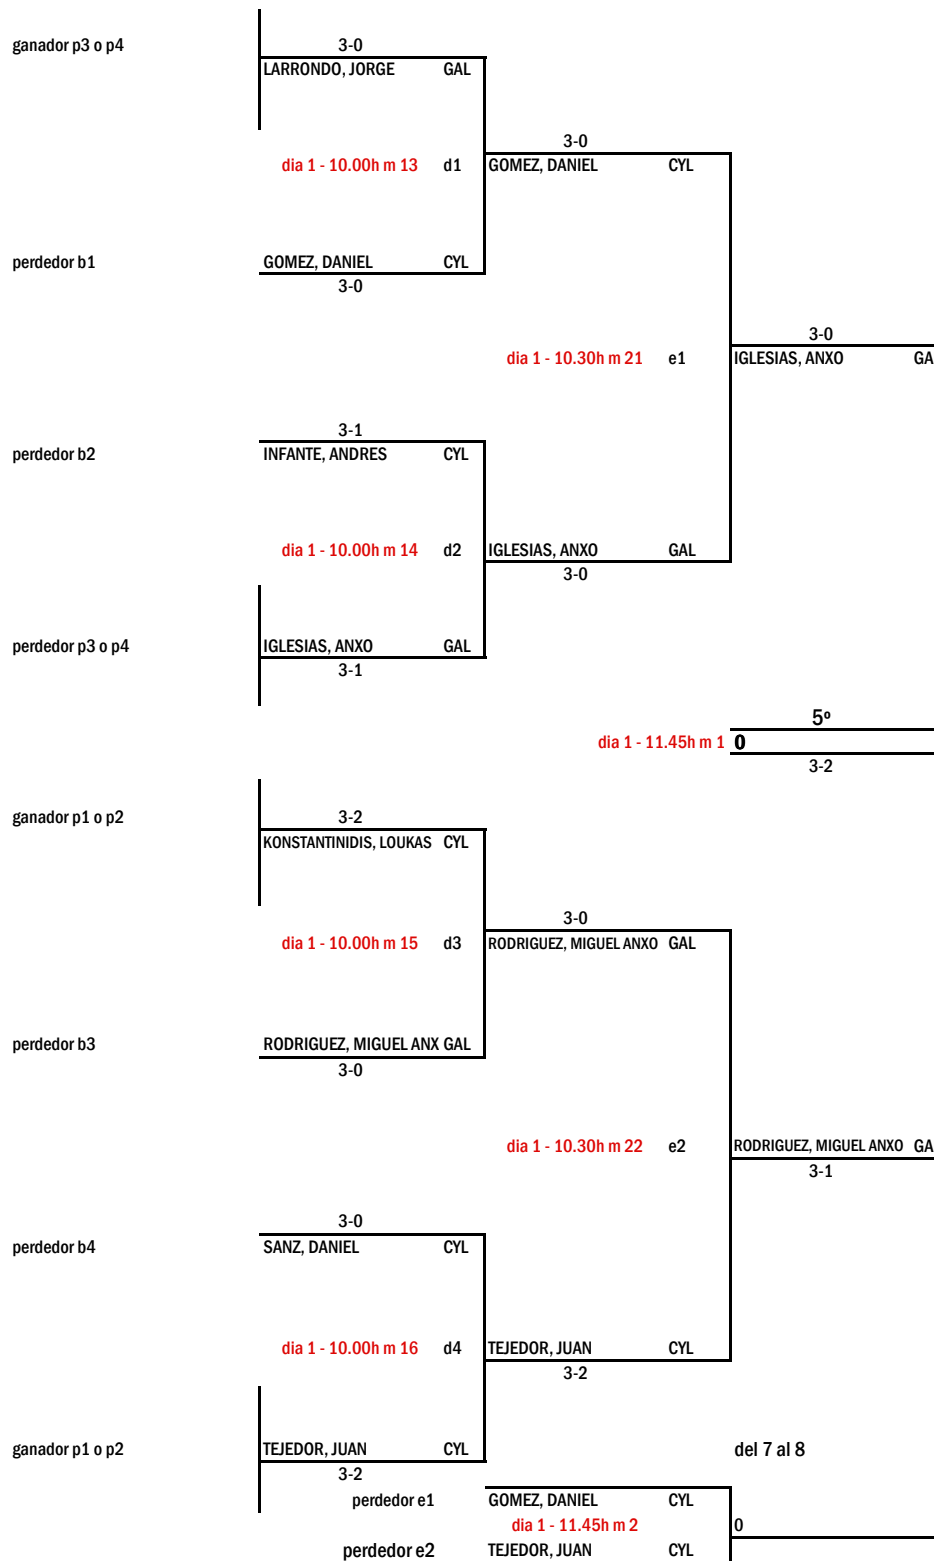 ganador p3 o p4
3-0
LARRONDO, JORGE GAL
3-0
dia 1 - 10.00h m 13 d1 GOMEZ, DANIEL CYL
perdedor b1 GOMEZ, DANIEL CYL
3-0
3-0
dia 1 - 10.30h m 21 e1 IGLESIAS, ANXO GA
3-1
perdedor b2 INFANTE, ANDRES CYL
dia 1 - 10.00h m 14 d2 IGLESIAS, ANXO GAL
3-0
perdedor p3 o p4 IGLESIAS, ANXO GAL
3-1
5º
dia 1 - 11.45h m 1 0
3-2
ganador p1 o p2 3-2
KONSTANTINIDIS, LOUKAS CYL
3-0
dia 1 - 10.00h m 15 d3 RODRIGUEZ, MIGUEL ANXO GAL
perdedor b3 RODRIGUEZ, MIGUEL ANX GAL
3-0
dia 1 - 10.30h m 22 e2 RODRIGUEZ, MIGUEL ANXO GA
3-1
3-0
perdedor b4 SANZ, DANIEL CYL
dia 1 - 10.00h m 16 d4 TEJEDOR, JUAN CYL
3-2
ganador p1 o p2 TEJEDOR, JUAN CYL del 7 al 8
3-2
perdedor e1 GOMEZ, DANIEL CYL
dia 1 - 11.45h m 2 0
perdedor e2 TEJEDOR, JUAN CYL